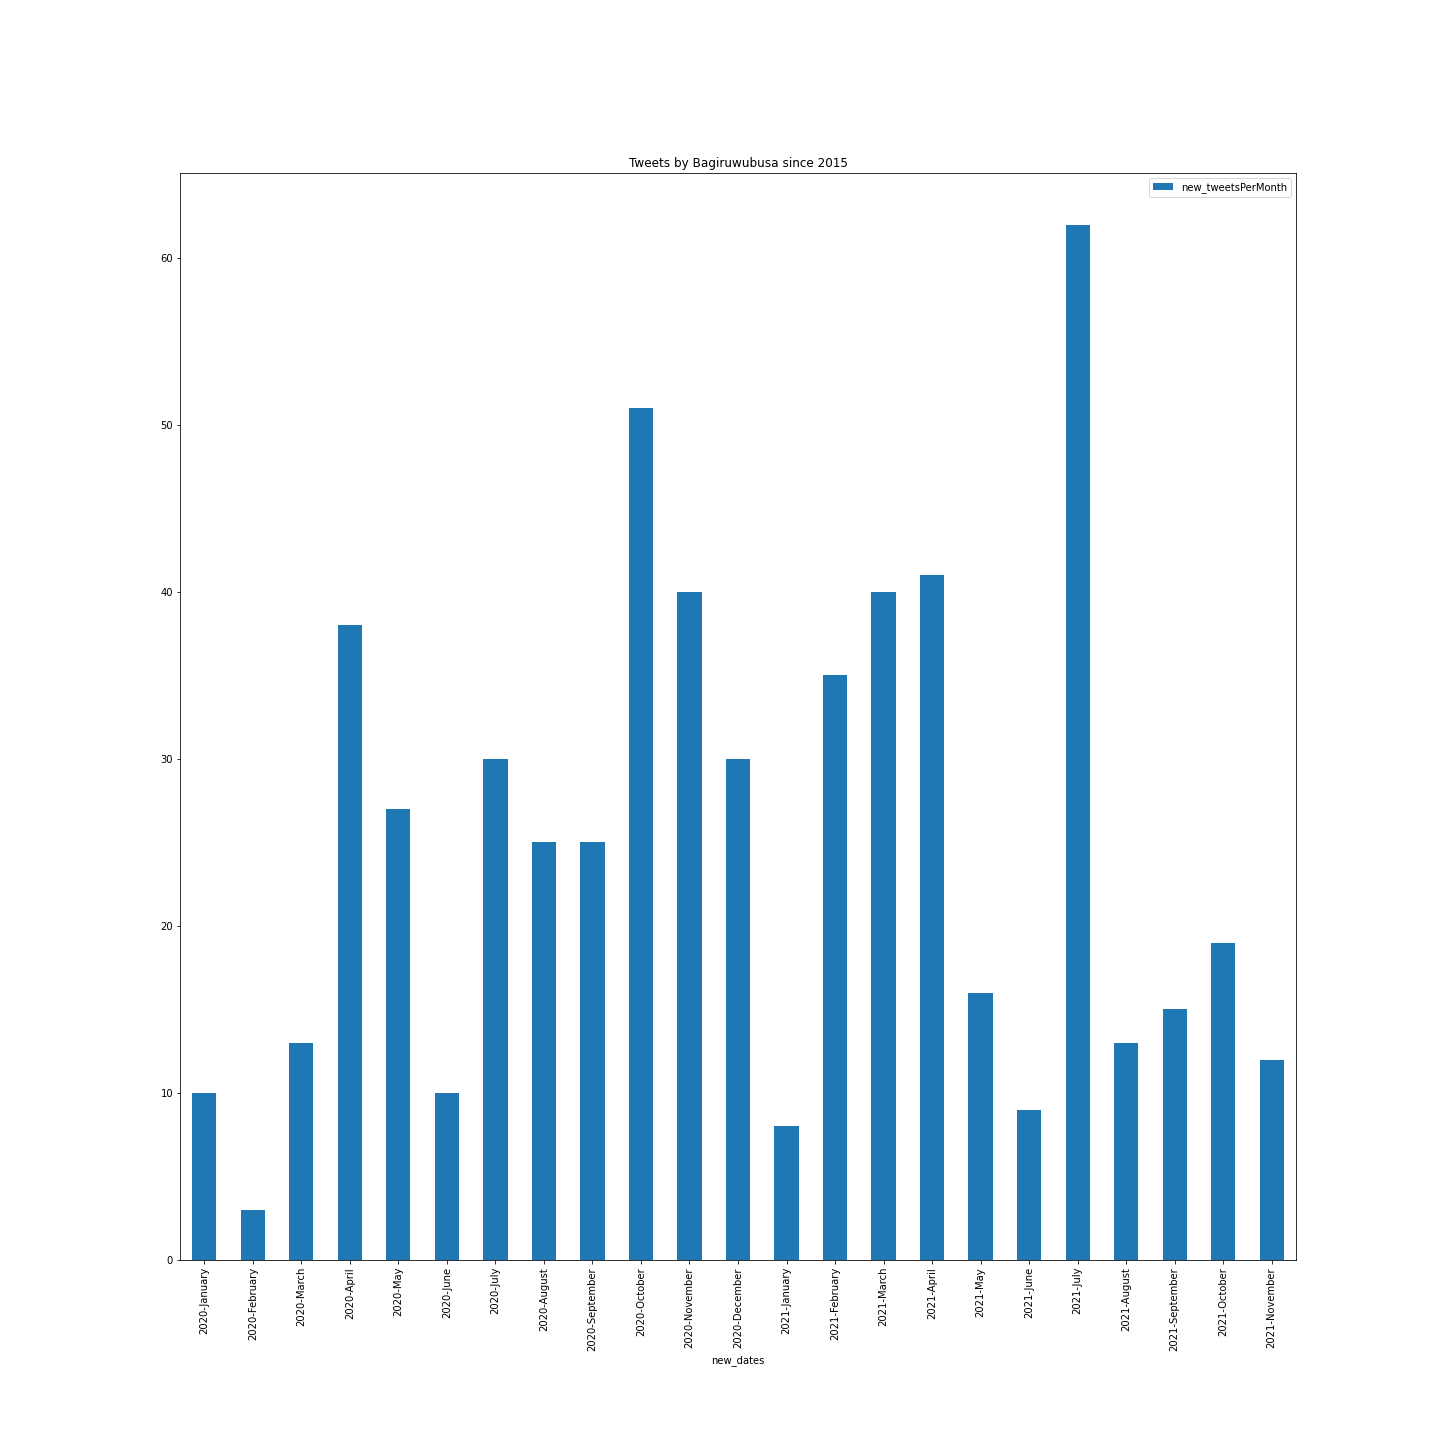 Tweets by Bagiruwubusa since 2015
new_tweetsPerMonth
60
50
40
30
20
10
0
2020-January
2020-February
2020-March
2020-April
2020-May
2020-June
2020-July
2020-August
2020-September
2020-October
2020-November
2020-December
2021-January
2021-February
2021-March
2021-April
2021-May
2021-June
2021-July
2021-August
2021-September
2021-October
2021-November
new_dates